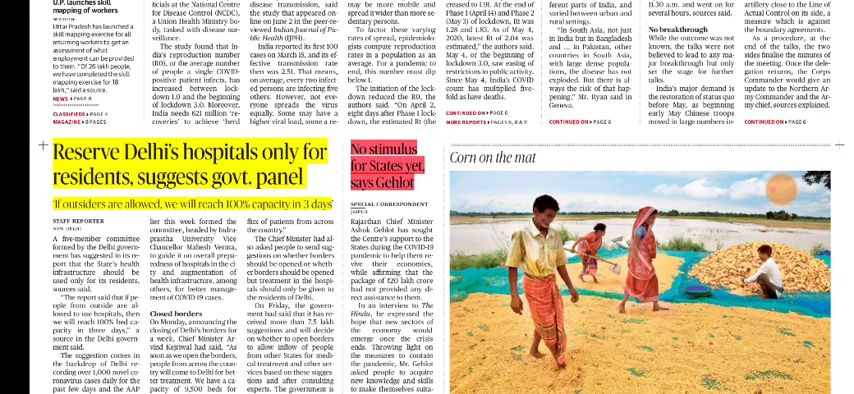 U.P. launches skill
mapping of workers
NEW DELHI
Uttar Pradesh has launched a
skill mapping exercise for all
returning workers to get an
assessment of what
employment can be provided
to them. "Of 26 lakh people,
we have completed the skill
mapping exercise for 18
lakh," said a source.
NEWS ▸ PAGE 11
CLASSIFIEDS ▸ PAGE 4
MAGAZINE ▸ 8 PAGES
ficials at the National Centre
for Disease Control (NCDC),
a Union Health Ministry bo-
dy, tasked with disease sur-
veillance.
The study found that In-
dia's reproduction number
(R0), or the average number
of people a single COVID-
positive patient infects, has
increased between lock-
down 1.0 and the beginning
of lockdown 3.0. Moreover,
India needs 621 million 're-
coveries' to achieve 'herd
disease transmission, said
the study that appeared on-
line on June 2 in the peer-re-
viewed Indian Journal of Pu-
blic Health (IJPH).
India reported its first 100
cases on March 15, and its ef-
fective transmission rate
then was 2.51. That means,
on average, every two infect-
ed persons are infecting five
others. However, not eve-
ryone spreads the virus
equally. Some may have a
higher viral load, some a re-
may be more mobile and
spread it wider than more se-
dentary persons.
To factor these varying
rates of spread, epidemiolo-
gists compute reproduction
rates in a population as an
average. For a pandemic to
end, this number must dip
below 1.
The initiation of the lock-
down reduced the R0, the
authors said. "On April 2,
eight days after Phase 1 lock-
down, the estimated Rt (the
creased to 1.59. At the end of
Phase 1 (April 14) and Phase 2
(May 3) of lockdown, Rt was
1.28 and 1.83. As of May 4,
2020, latest Rt of 2.04 was
estimated," the authors said.
May 4, or the beginning of
lockdown 3.0, saw easing of
restrictions in public activity.
Since May 4, India's COVID
count has multiplied five-
fold as have deaths.
CONTINUED ON ▸ PAGE 6
MORE REPORTS ▸ PAGES
ferent parts of India, and
varied between urban and
rural settings.
"In South Asia, not just
in India but in Bangladesh
and ... in Pakistan, other
countries in South Asia,
with large dense popula-
tions, the disease has not
exploded. But there is al-
ways the risk of that hap-
pening," Mr. Ryan said in
Geneva.
CONTINUED ON ▸ PAGE 6
11.30 a.m. and went on for
several hours, sources said.
No breakthrough
While the outcome was not
known, the talks were not
believed to lead to any ma-
jor breakthrough but only
set the stage for further
talks.
India's major demand is
the restoration of status quo
before May, as beginning
early May Chinese troops
moved in large numbers in-
artillery close to the Line of
Actual Control on its side, a
measure which is against
the boundary agreements.
As a procedure, at the
end of the talks, the two
sides finalise the minutes of
the meeting. Once the dele-
gation returns, the Corps
Commander would give an
update to the Northern Ar-
my Commander and the Ar-
my chief, sources explained.
CONTINUED ON ▸ PAGE 6
Reserve Delhi's hospitals only for
residents, suggests govt. panel
'If outsiders are allowed, we will reach 100% capacity in 3 days'
STAFF REPORTER
NEW DELHI
A five-member committee
formed by the Delhi govern-
ment has suggested in its re-
port that the State's health
infrastructure should be
used only for its residents,
sources said.
"The report said that if pe-
ople from outside are al-
lowed to use hospitals, then
we will reach 100% bed ca-
pacity in three days," a
source in the Delhi govern-
ment said.
The suggestion comes in
the backdrop of Delhi re-
cording over 1,000 novel co-
ronavirus cases daily for the
past few days and the AAP
lier this week formed the
committee, headed by Indra-
prastha University Vice
Chancellor Mahesh Verma,
to guide it on overall prepa-
redness of hospitals in the ci-
ty and augmentation of
health infrastructure, among
others, for better manage-
ment of COVID-19 cases.
Closed borders
On Monday, announcing the
closing of Delhi's borders for
a week, Chief Minister Ar-
vind Kejriwal had said, "As
soon as we open the borders,
people from across the coun-
try will come to Delhi for bet-
ter treatment. We have a ca-
pacity of 9,500 beds for
flux of patients from across
the country."
The Chief Minister had al-
so asked people to send sug-
gestions on whether borders
should be opened or wheth-
er borders should be opened
but treatment in the hospi-
tals should only be given to
the residents of Delhi.
On Friday, the govern-
ment had said that it has re-
ceived more than 7.5 lakh
suggestions and will decide
on whether to open borders
to allow inflow of people
from other States for medi-
cal treatment and other ser-
vices based on these sugges-
tions and after consulting
experts. The government is
No stimulus
for States yet,
says Gehlot
SPECIAL CORRESPONDENT
JAIPUR
Rajasthan Chief Minister
Ashok Gehlot has sought
the Centre's support to the
States during the COVID-19
pandemic to help them re-
vive their economies,
while affirming that the
package of ₹20 lakh crore
had not provided any di-
rect assistance to them.
In an interview to The
Hindu, he expressed the
hope that new sectors of
the economy would
emerge once the crisis
ends. Throwing light on
the measures to contain
the pandemic, Mr. Gehlot
asked people to acquire
new knowledge and skills
to make themselves suita-
Corn on the mat